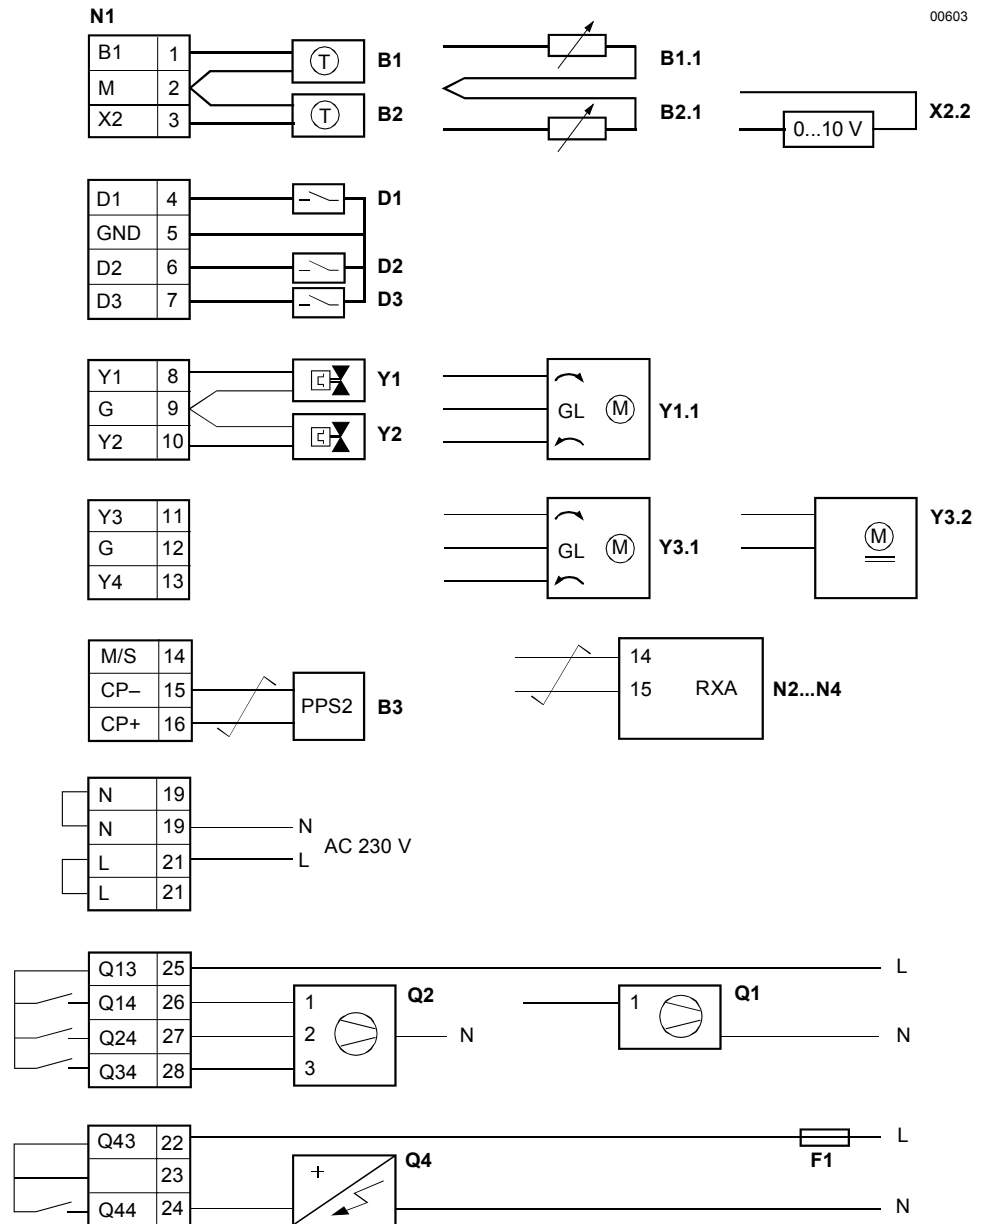 N1 00603
B1 1 T B1 B1.1
M 2
X2 3 T B2 B2.1 0...10 V X2.2
D1 4 D1
GND 5
D2 6 D2
D3 7 D3
Y1 8 Y1
G 9 GL M Y1.1
Y2 10 Y2
Y3 11 Y3.2
G 12 GL M Y3.1 M
Y4 13
M/S 14 14
CP– 15 15 RXA N2...N4
CP+ 16 PPS2 B3
N 19
N 19 N
AC 230 V
L 21 L
L 21
Q13 25 L
Q14 26 1 Q2 1 Q1
Q24 27 2 N N
Q34 28 3
Q43 22 L
23 + Q4 F1
Q44 24 N